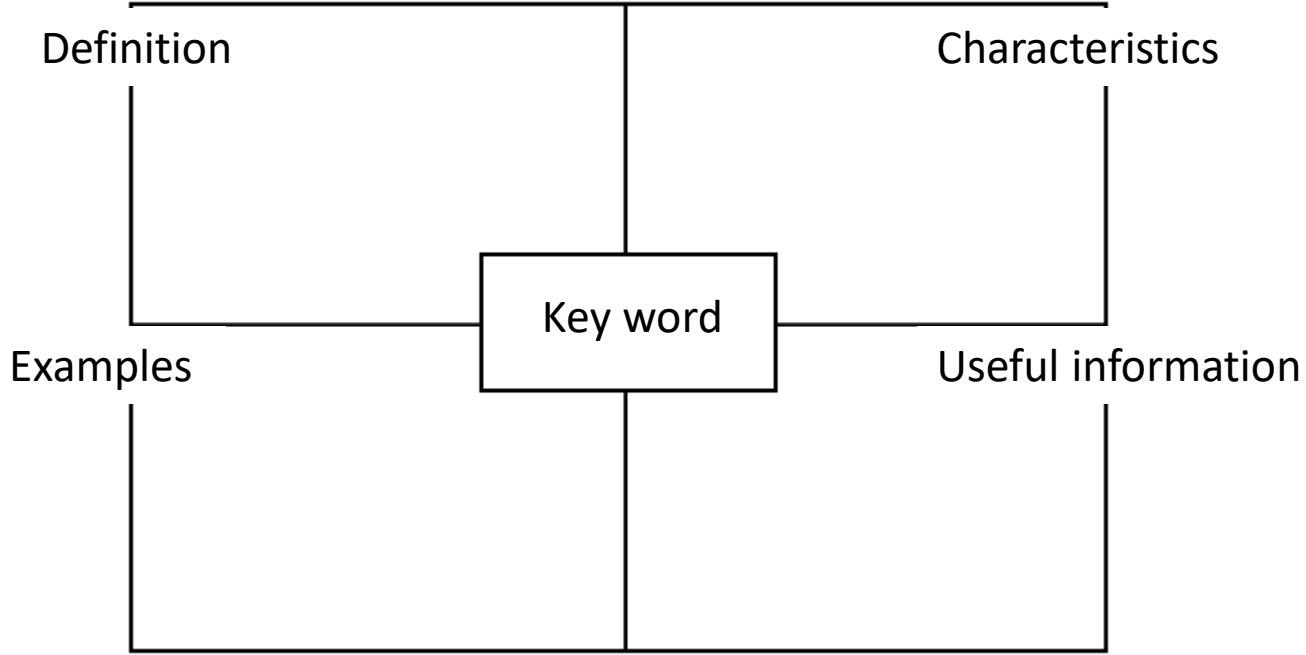 Definition
Characteristics
Key word
Examples
Useful information